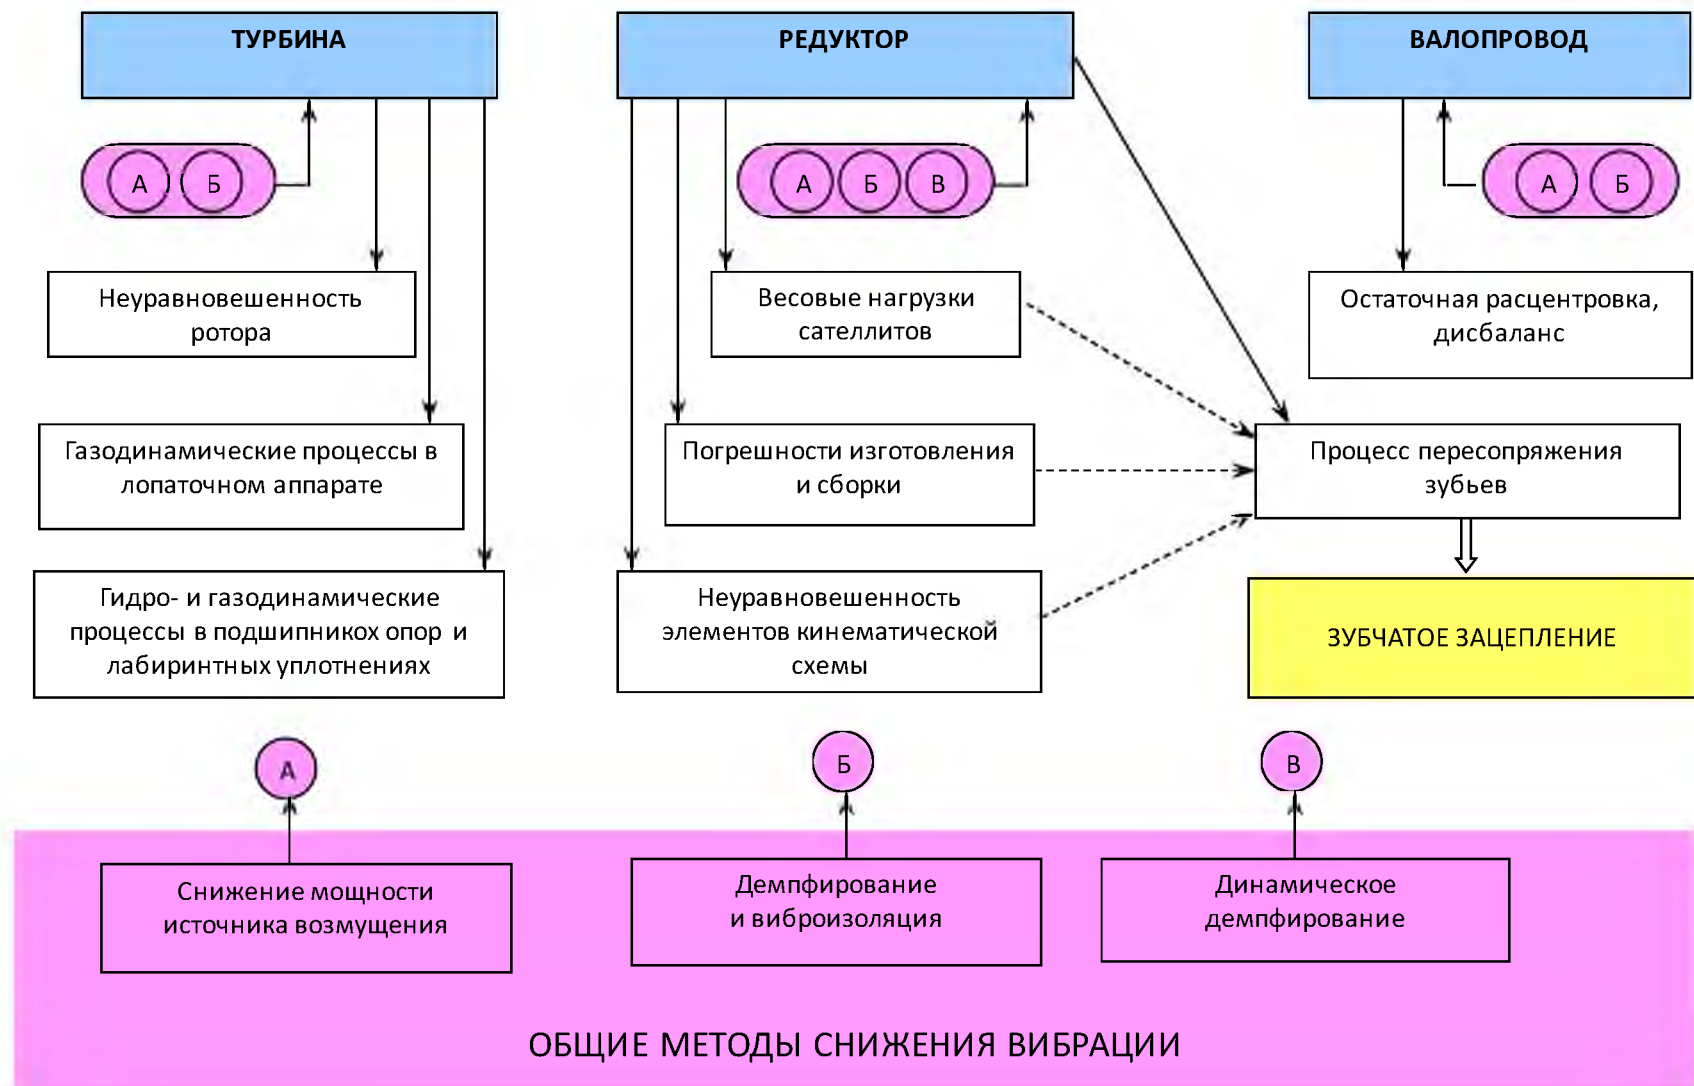 ТУРБИНА
РЕДУКТОР
ВАЛОПРОВОД
А Б
А Б В
А Б
Неуравновешенность
ротора
Весовые нагрузки
сателлитов
Остаточная расцентровка,
дисбаланс
Газодинамические процессы в
лопаточном аппарате
Погрешности изготовления
и сборки
Процесс пересопряжения
зубьев
Гидро- и газодинамические
процессы в подшипникох опор и
лабиринтных уплотнениях
Неуравновешенность
элементов кинематической
схемы
ЗУБЧАТОЕ ЗАЦЕПЛЕНИЕ
А
Б
В
Снижение мощности
источника возмущения
Демпфирование
и виброизоляция
Динамическое
демпфирование
ОБЩИЕ МЕТОДЫ СНИЖЕНИЯ ВИБРАЦИИ